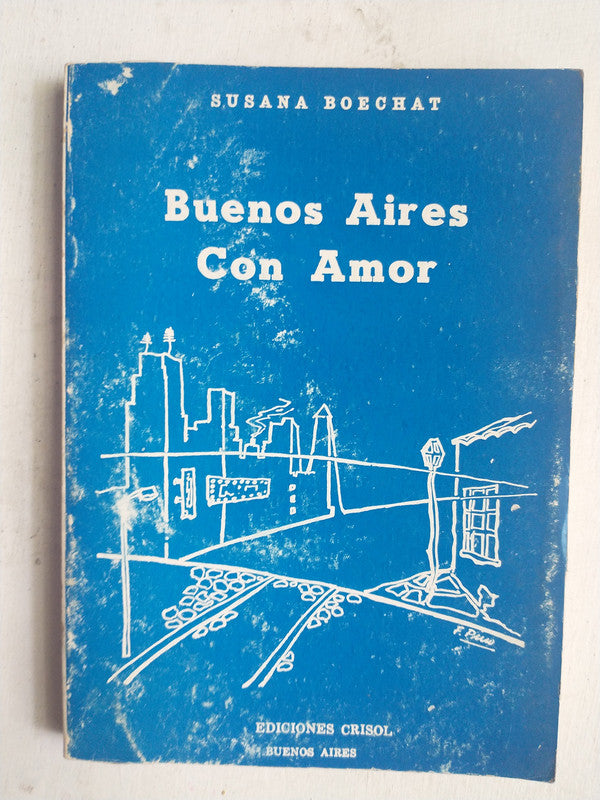 SUSANA BOECHAT
Buenos Aires
Con Amor
EDICIONES CRISOL
BUENOS AIRES